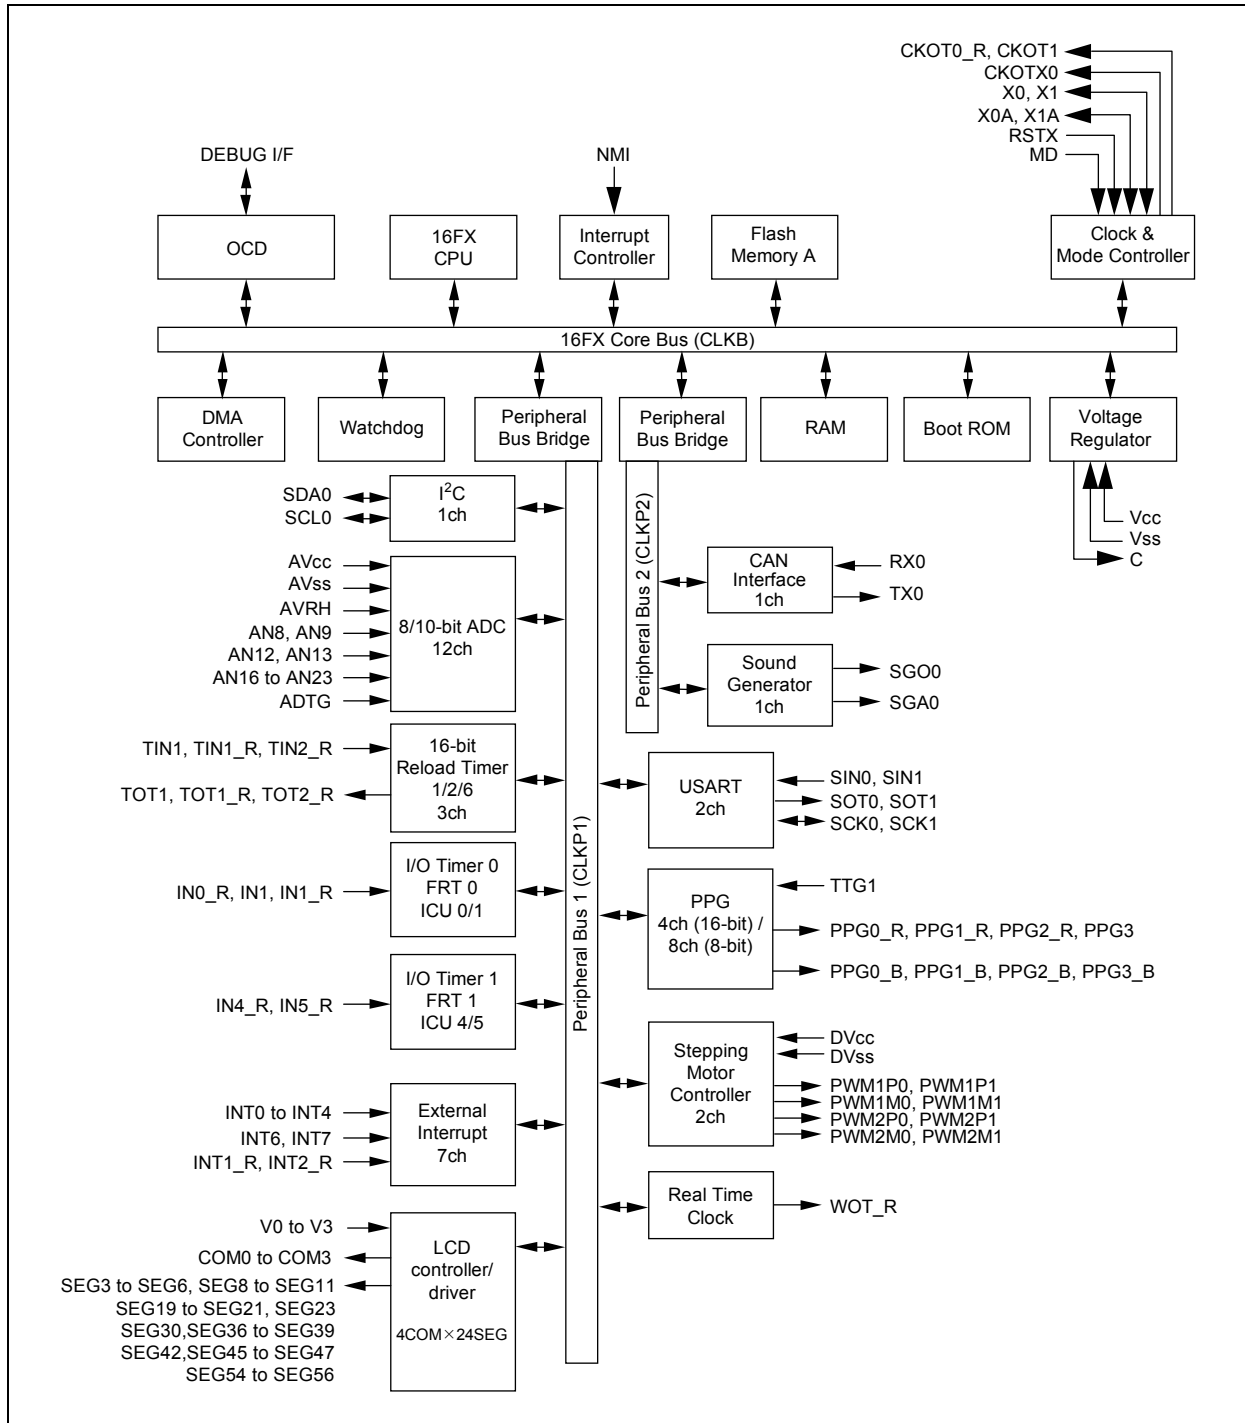 CKOT0_R, CKOT1
CKOTX0
X0, X1
X0A, X1A
RSTX
MD
DEBUG I/F
NMI
OCD
16FX
CPU
Interrupt
Controller
Flash
Memory A
Clock &
Mode Controller
16FX Core Bus (CLKB)
DMA
Controller
Watchdog
Peripheral
Bus Bridge
Peripheral
Bus Bridge
RAM
Boot ROM
Voltage
Regulator
Vcc
Vss
C
Peripheral Bus 1 (CLKP1)
Peripheral Bus 2 (CLKP2)
SDA0
SCL0
I²C
1ch
AVcc
AVss
AVRH
AN8, AN9
AN12, AN13
AN16 to AN23
ADTG
8/10-bit ADC
12ch
TIN1, TIN1_R, TIN2_R
TOT1, TOT1_R, TOT2_R
16-bit
Reload Timer
1/2/6
3ch
IN0_R, IN1, IN1_R
I/O Timer 0
FRT 0
ICU 0/1
IN4_R, IN5_R
I/O Timer 1
FRT 1
ICU 4/5
INT0 to INT4
INT6, INT7
INT1_R, INT2_R
External
Interrupt
7ch
V0 to V3
COM0 to COM3
SEG3 to SEG6, SEG8 to SEG11
SEG19 to SEG21, SEG23
SEG30,SEG36 to SEG39
SEG42,SEG45 to SEG47
SEG54 to SEG56
LCD
controller/
driver
4COM×24SEG
CAN
Interface
1ch
RX0
TX0
Sound
Generator
1ch
SGO0
SGA0
USART
2ch
SIN0, SIN1
SOT0, SOT1
SCK0, SCK1
PPG
4ch (16-bit) /
8ch (8-bit)
TTG1
PPG0_R, PPG1_R, PPG2_R, PPG3
PPG0_B, PPG1_B, PPG2_B, PPG3_B
Stepping
Motor
Controller
2ch
DVcc
DVss
PWM1P0, PWM1P1
PWM1M0, PWM1M1
PWM2P0, PWM2P1
PWM2M0, PWM2M1
Real Time
Clock
WOT_R